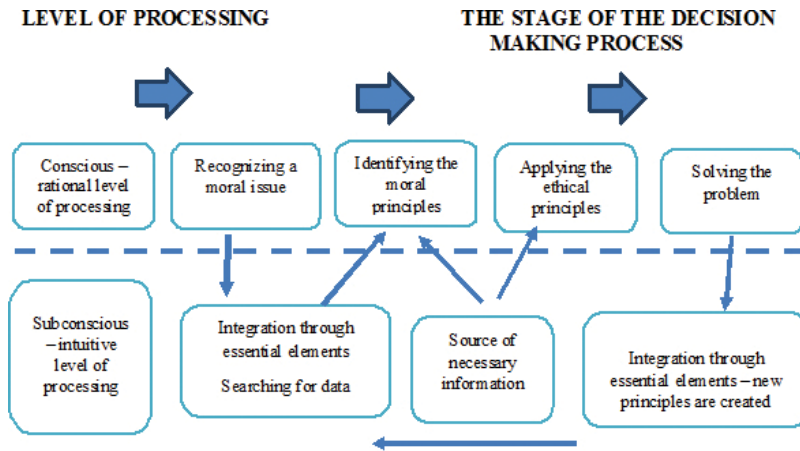 LEVEL OF PROCESSING
THE STAGE OF THE DECISION
MAKING PROCESS
Conscious –
rational level
of processing
Recognizing a
moral issue
Identifying the
moral
principles
Applying the
ethical
principles
Solving the
problem
Subconscious
– intuitive
level of
processing
Integration through
essential elements
Searching for data
Source of
necessary
information
Integration through
essential elements – new
principles are created